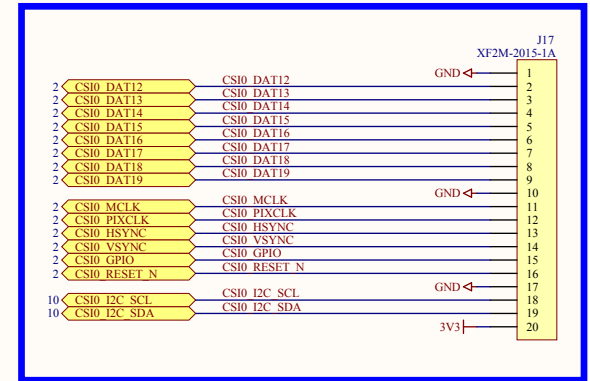 J17
XF2M-2015-1A
GND 1
2 CSI0_DAT12 CSI0_DAT12 2
2 CSI0_DAT13 CSI0_DAT13 3
2 CSI0_DAT14 CSI0_DAT14 4
2 CSI0_DAT15 CSI0_DAT15 5
2 CSI0_DAT16 CSI0_DAT16 6
2 CSI0_DAT17 CSI0_DAT17 7
2 CSI0_DAT18 CSI0_DAT18 8
2 CSI0_DAT19 CSI0_DAT19 9
GND 10
2 CSI0_MCLK CSI0_MCLK 11
2 CSI0_PIXCLK CSI0_PIXCLK 12
2 CSI0_HSYNC CSI0_HSYNC 13
2 CSI0_VSYNC CSI0_VSYNC 14
2 CSI0_GPIO CSI0_GPIO 15
2 CSI0_RESET_N CSI0_RESET_N 16
GND 17
10 CSI0_I2C_SCL CSI0_I2C_SCL 18
10 CSI0_I2C_SDA CSI0_I2C_SDA 19
3V3 20